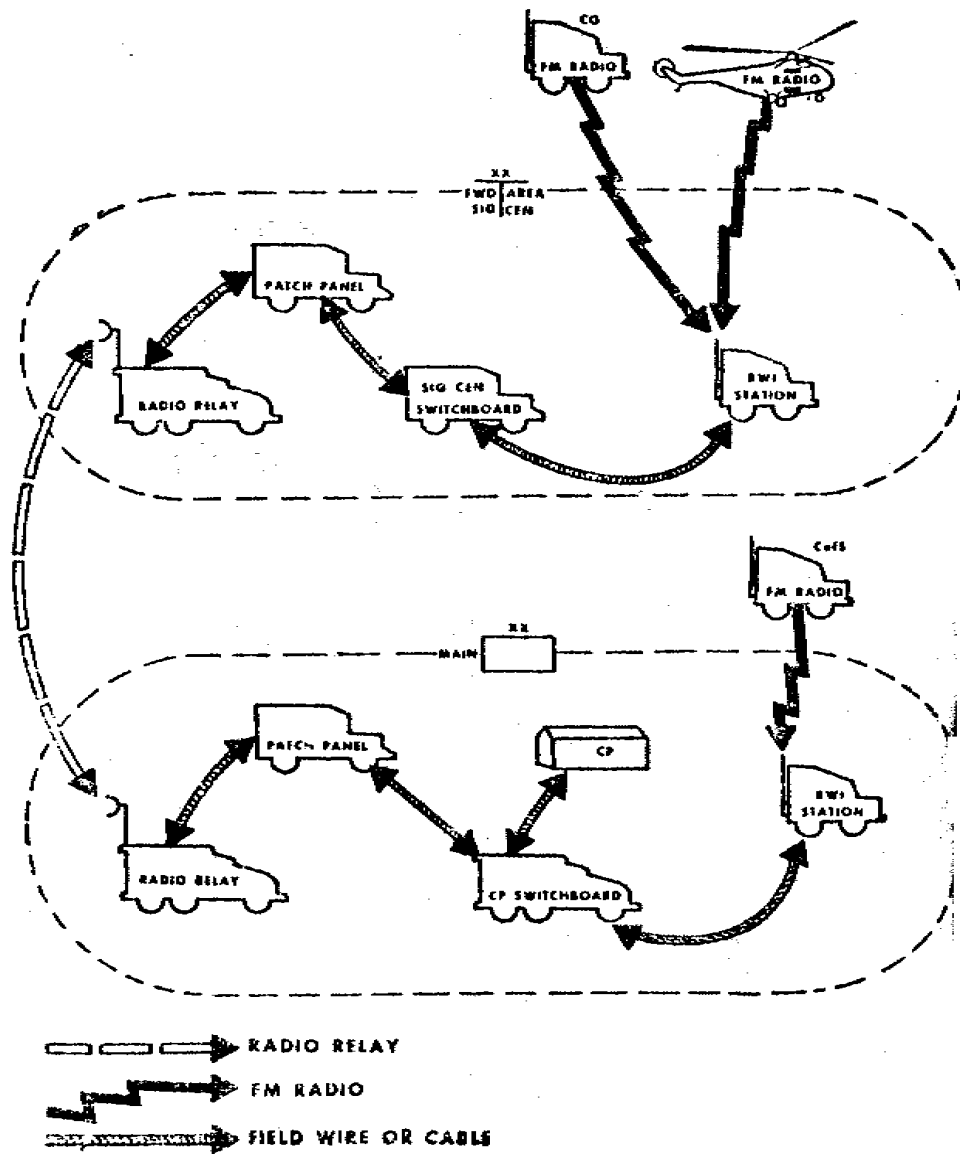 CG
FM RADIO
FM RADIO
XX
FWD AREA
SIG CEN
PATCH PANEL
RADIO RELAY
SIG CEN
SWITCHBOARD
RWI
STATION
CofS
FM RADIO
XX
MAIN
PATCH PANEL
CP
RWI
STATION
RADIO RELAY
CP SWITCHBOARD
RADIO RELAY
FM RADIO
FIELD WIRE OR CABLE